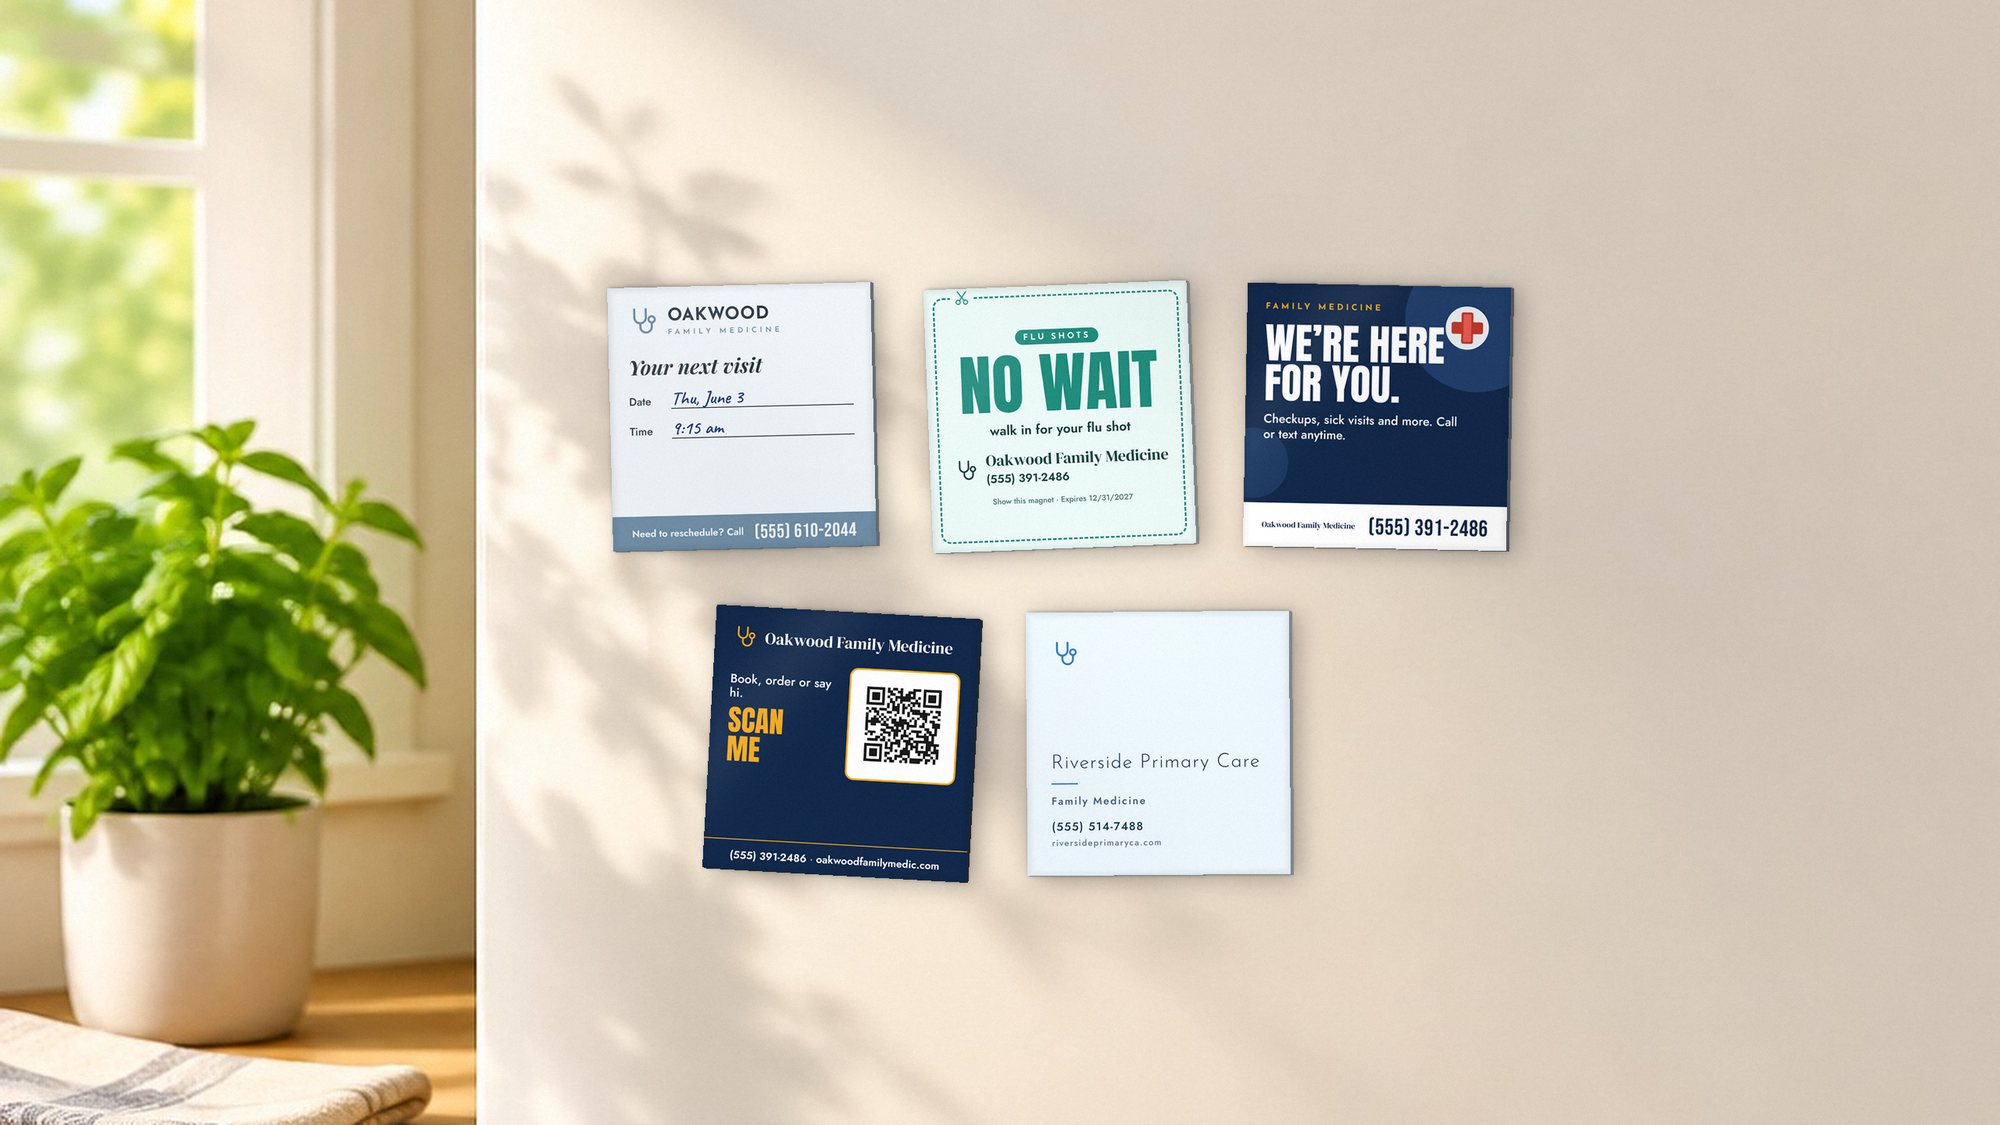 OAKWOOD
FAMILY MEDICINE
Your next visit
Date Thu, June 3
Time 9:15 am
Need to reschedule? Call (555) 610-2044
FLU SHOTS
NO WAIT
walk in for your flu shot
Oakwood Family Medicine
(555) 391-2486
Show this magnet · Expires 12/31/2027
FAMILY MEDICINE
WE'RE HERE
FOR YOU.
Checkups, sick visits and more. Call
or text anytime.
Oakwood Family Medicine (555) 391-2486
Oakwood Family Medicine
Book, order or say
hi.
SCAN
ME
(555) 391-2486 · oakwoodfamilymedic.com
Riverside Primary Care
Family Medicine
(555) 514-7488
riversideprimaryca.com